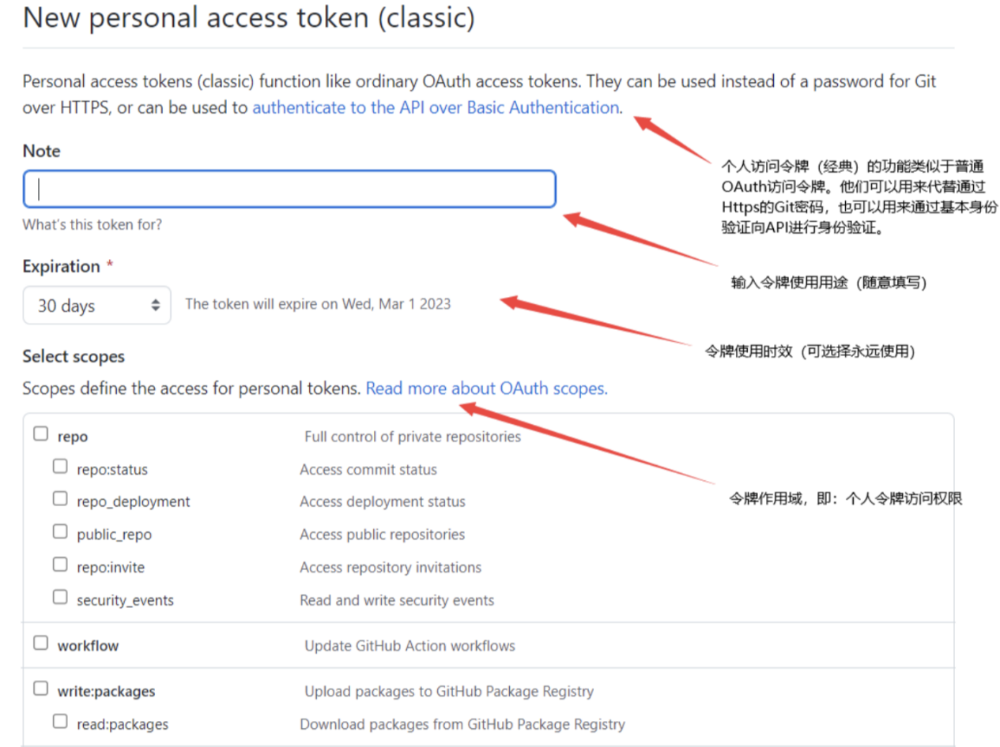 New personal access token (classic)
Personal access tokens (classic) function like ordinary OAuth access tokens. They can be used instead of a password for Git
over HTTPS, or can be used to authenticate to the API over Basic Authentication.
个人访问令牌（经典）的功能类似于普通
OAuth访问令牌。他们可以用来代替通过
Https的Git密码，也可以用来通过基本身份
验证向API进行身份验证。
Note
What's this token for?
输入令牌使用用途（随意填写）
Expiration *
30 days
The token will expire on Wed, Mar 1 2023
令牌使用时效（可选择永远使用）
Select scopes
Scopes define the access for personal tokens. Read more about OAuth scopes.
令牌作用域，即：个人令牌访问权限
repo Full control of private repositories
repo:status Access commit status
repo_deployment Access deployment status
public_repo Access public repositories
repo:invite Access repository invitations
security_events Read and write security events
workflow Update GitHub Action workflows
write:packages Upload packages to GitHub Package Registry
read:packages Download packages from GitHub Package Registry